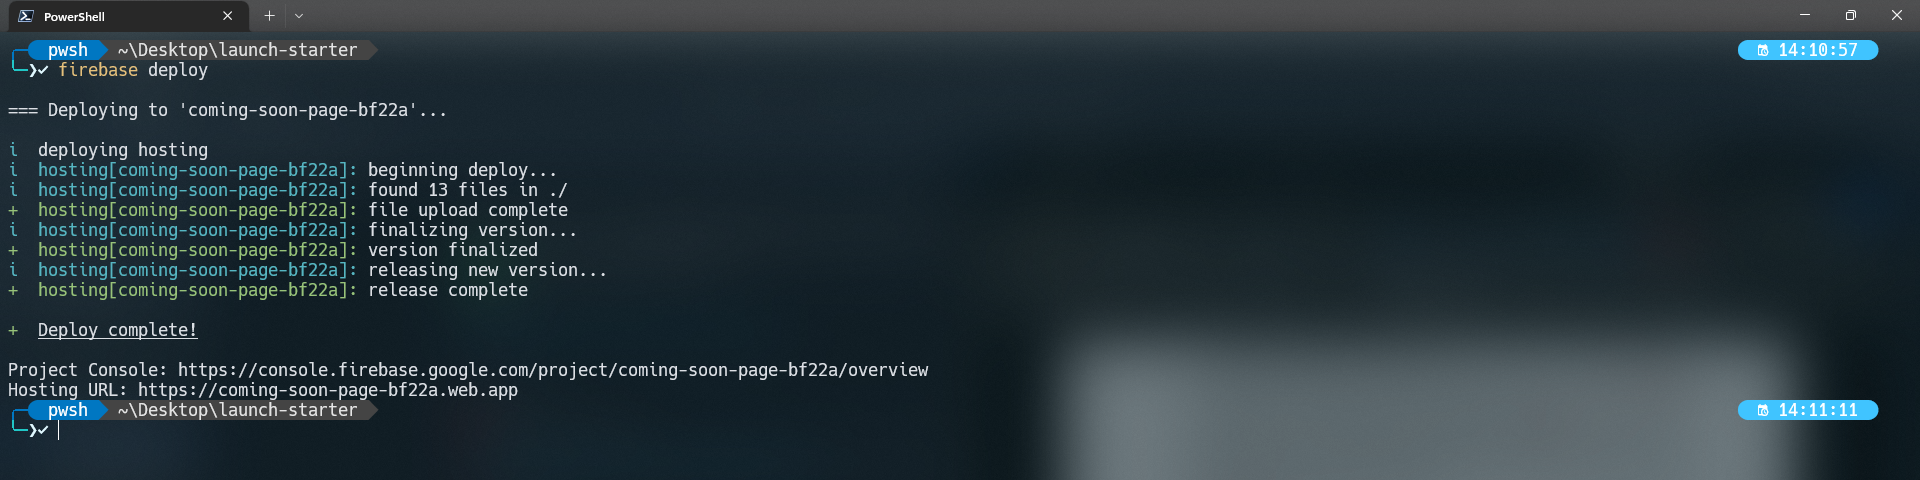 PowerShell
pwsh ~\Desktop\launch-starter 14:10:57
firebase deploy
=== Deploying to 'coming-soon-page-bf22a'...
i deploying hosting
i hosting[coming-soon-page-bf22a]: beginning deploy...
i hosting[coming-soon-page-bf22a]: found 13 files in ./
+ hosting[coming-soon-page-bf22a]: file upload complete
i hosting[coming-soon-page-bf22a]: finalizing version...
+ hosting[coming-soon-page-bf22a]: version finalized
i hosting[coming-soon-page-bf22a]: releasing new version...
+ hosting[coming-soon-page-bf22a]: release complete
+ Deploy complete!
Project Console: https://console.firebase.google.com/project/coming-soon-page-bf22a/overview
Hosting URL: https://coming-soon-page-bf22a.web.app
pwsh ~\Desktop\launch-starter 14:11:11